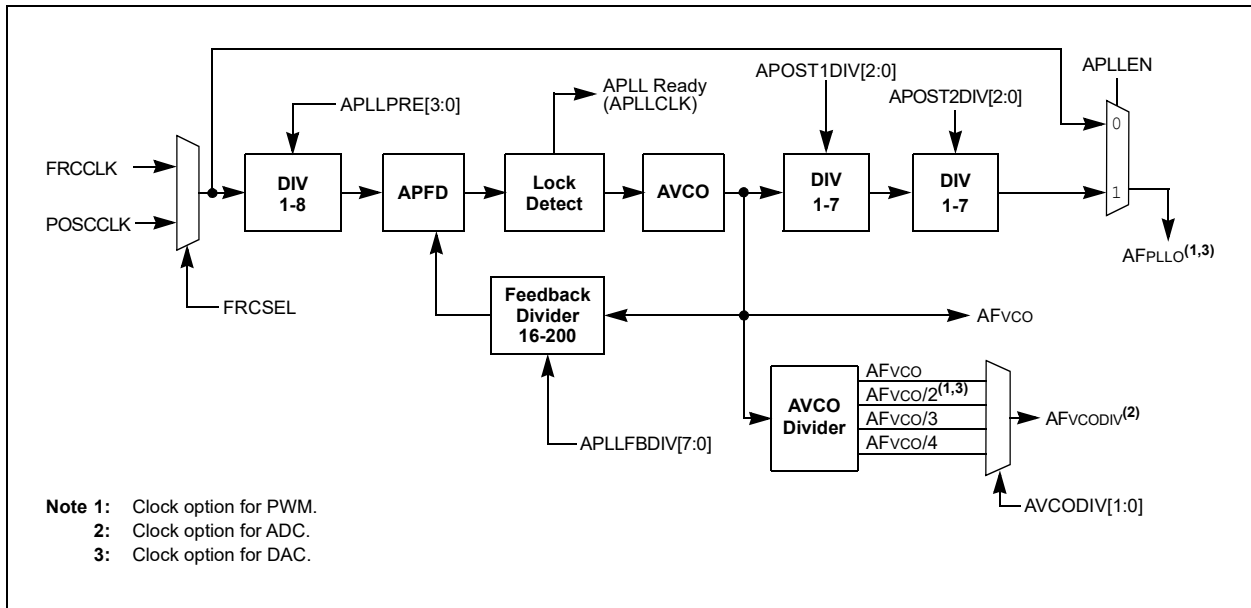 APLLEN
APOST1DIV[2:0]
APLL Ready
(APLLCLK)
APOST2DIV[2:0]
APLLPRE[3:0]
0
FRCCLK
DIV
1-8
APFD
Lock
Detect
AVCO
DIV
1-7
DIV
1-7
1
POSCCLK
AFPLLO(1,3)
FRCSEL
Feedback
Divider
16-200
AFVCO
AVCO
Divider
AFVCO
AFVCO/2(1,3)
AFVCO/3
AFVCO/4
AFVCODIV(2)
APLLFBDIV[7:0]
AVCODIV[1:0]
Note 1: Clock option for PWM.
2: Clock option for ADC.
3: Clock option for DAC.